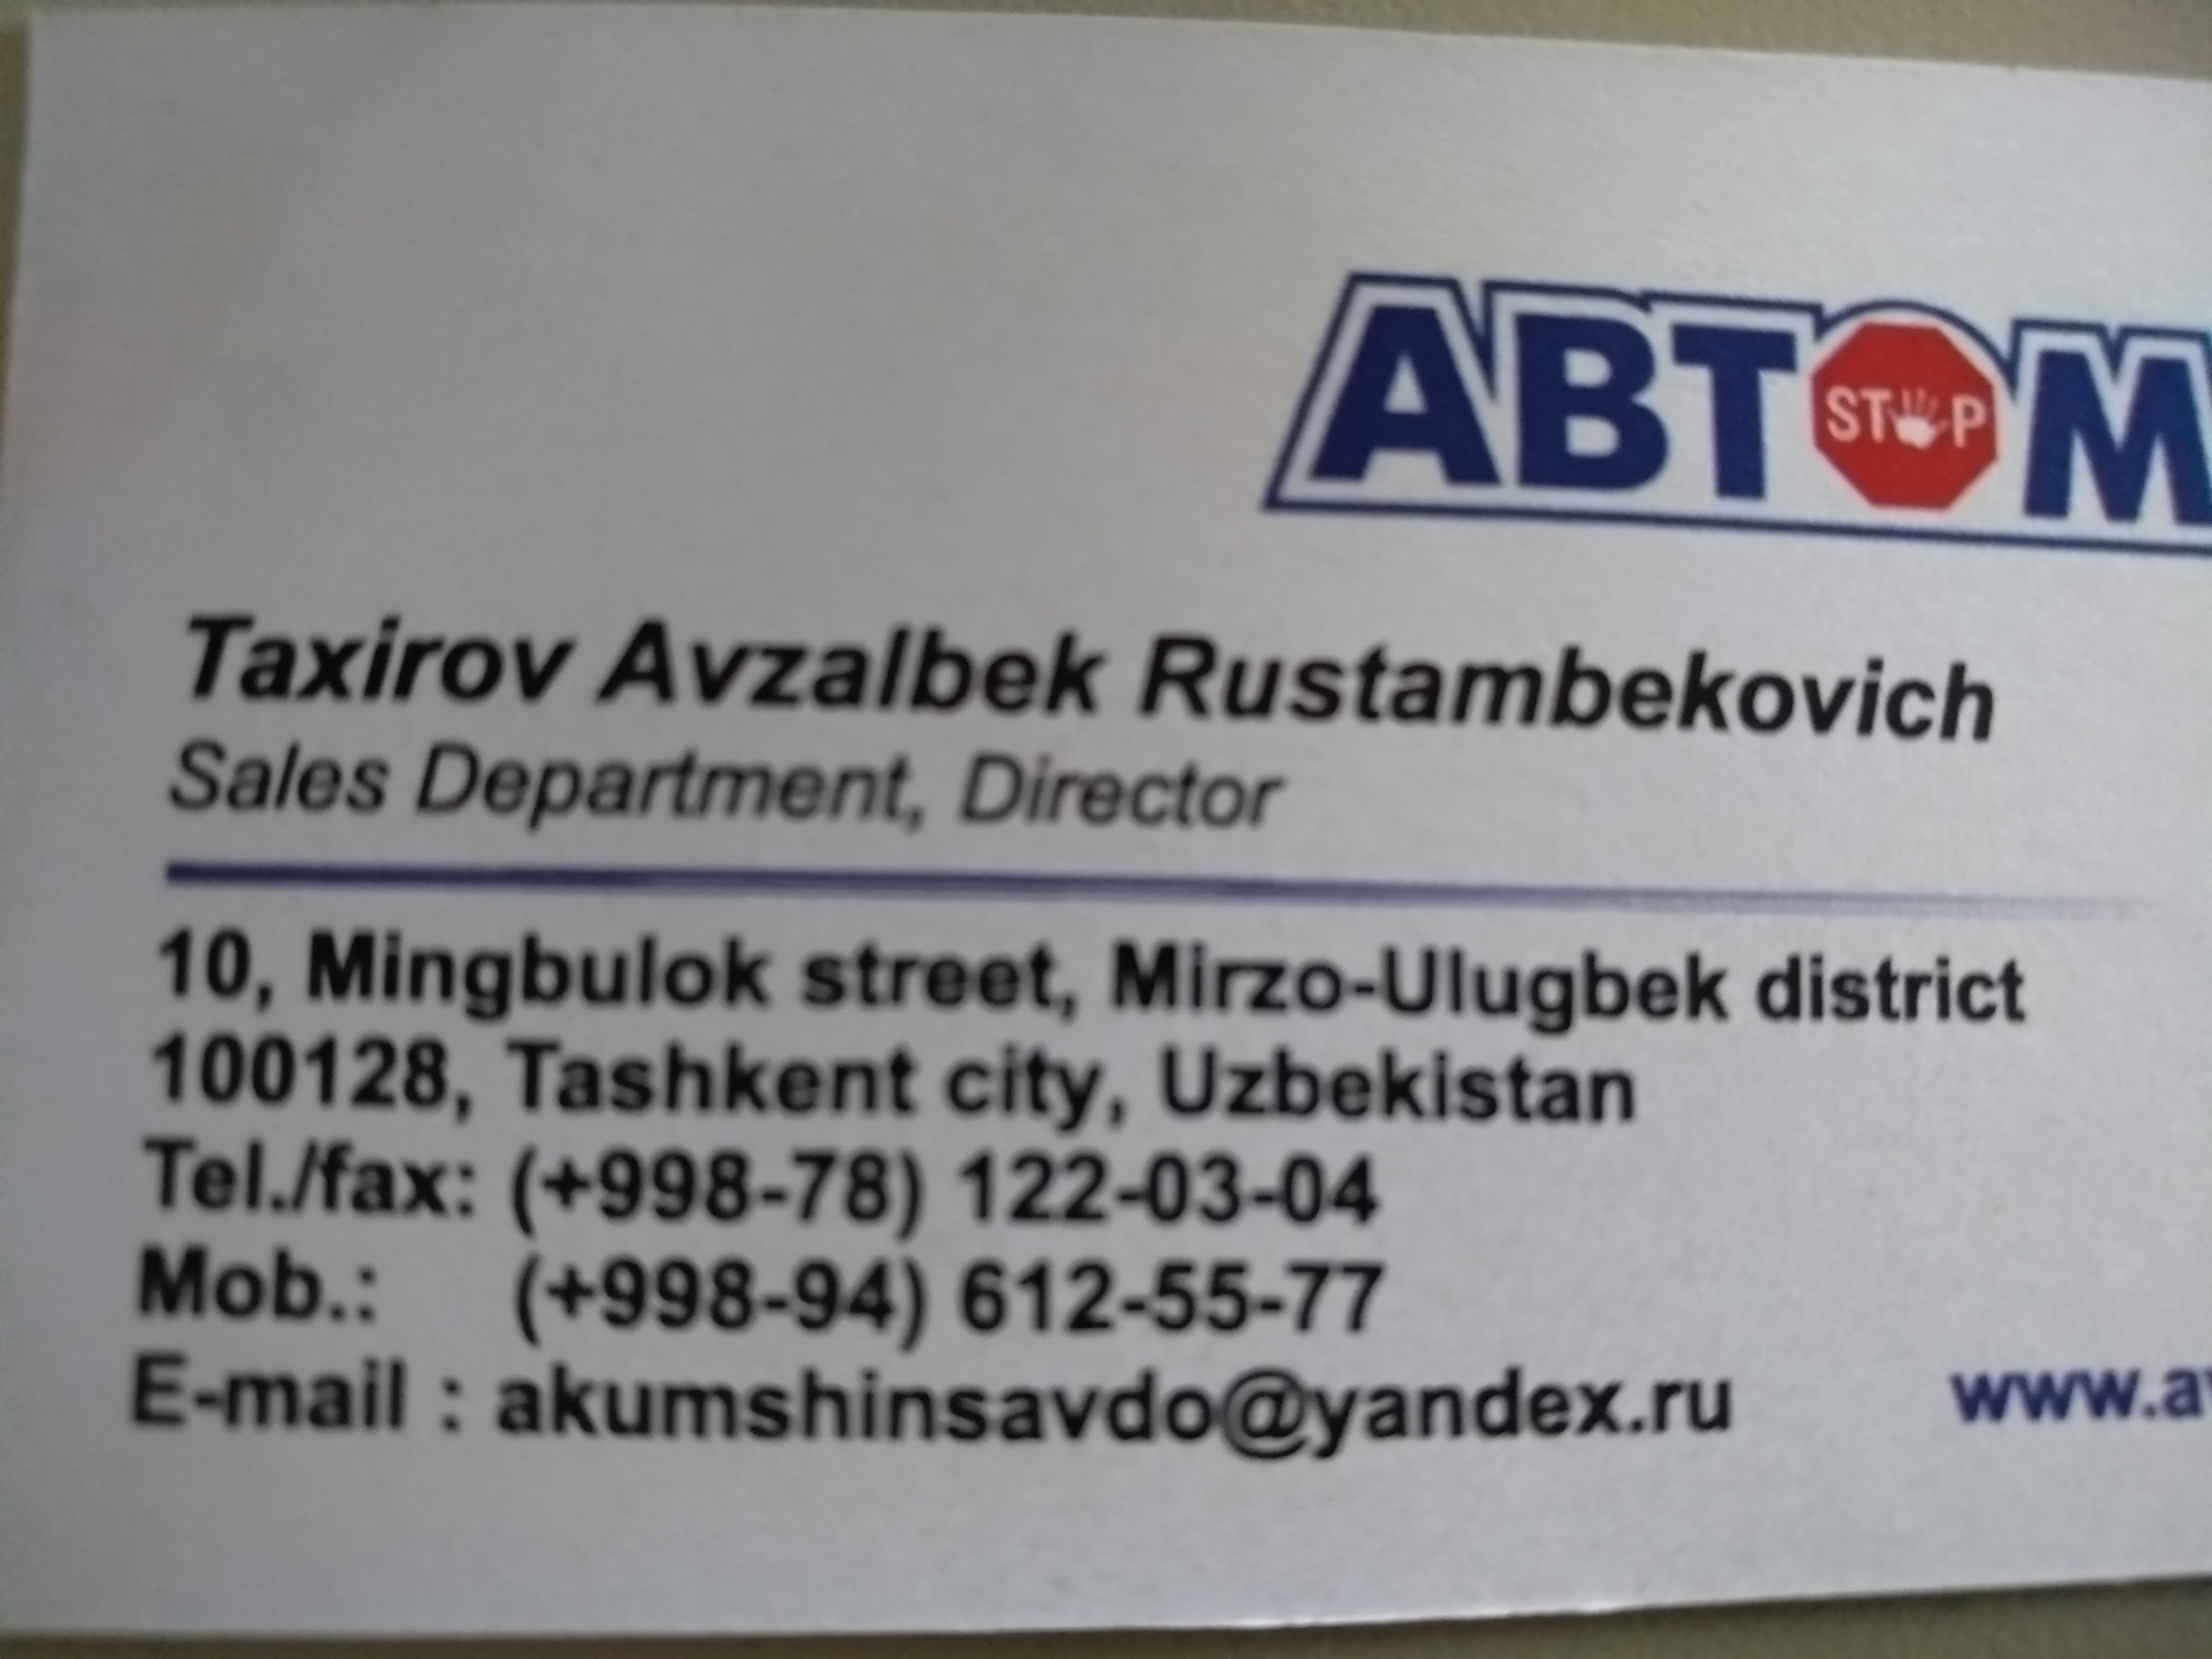 АВТ STOP М
Taxirov Avzalbek Rustambekovich
Sales Department, Director
10, Mingbulok street, Mirzo-Ulugbek district
100128, Tashkent city, Uzbekistan
Tel./fax: (+998-78) 122-03-04
Mob.: (+998-94) 612-55-77
E-mail : akumshinsavdo@yandex.ru